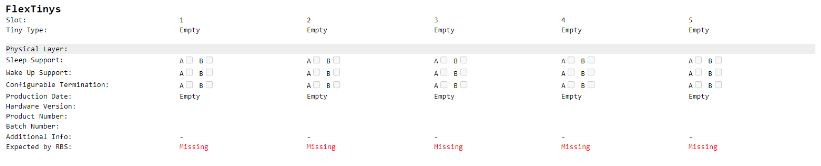 FlexTinys
Slot: 1 2 3 4 5
Tiny Type: Empty Empty Empty Empty Empty
Physical Layer:
Sleep Support: A B A B A B A B A B
Wake Up Support: A B A B A B A B A B
Configurable Termination: A B A B A B A B A B
Production Date: Empty Empty Empty Empty Empty
Hardware Version:
Product Number:
Batch Number:
Additional Info: - - - - -
Expected by RBS: Missing Missing Missing Missing Missing